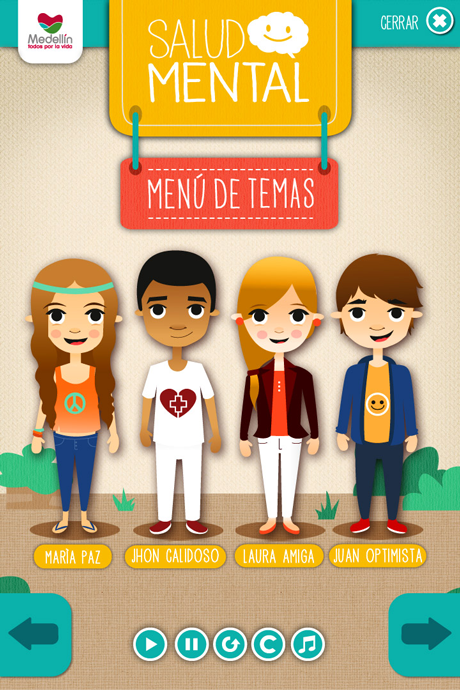 Medellín
todos por la vida
SALUD
MENTAL
CERRAR
MENÚ DE TEMAS
MARÍA PAZ
JHON CALIDOSO
LAURA AMIGA
JUAN OPTIMISTA